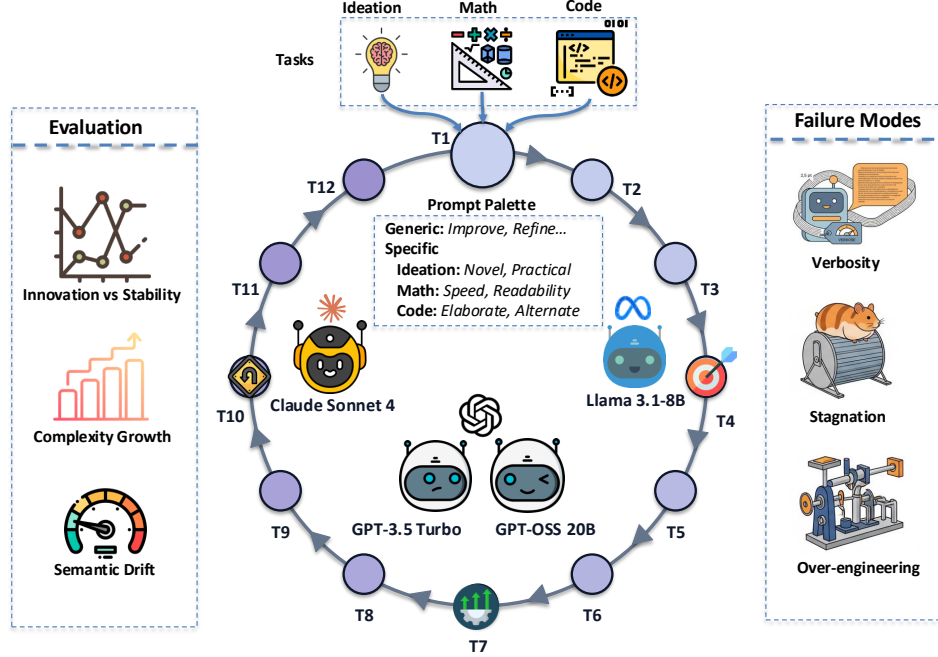 Ideation
Math
Code
Tasks
Evaluation
Innovation vs Stability
Complexity Growth
Semantic Drift
T1
T2
T3
T4
T5
T6
T7
T8
T9
T10
T11
T12
Prompt Palette
Generic: Improve, Refine...
Specific
Ideation: Novel, Practical
Math: Speed, Readability
Code: Elaborate, Alternate
Claude Sonnet 4
Llama 3.1-8B
GPT-3.5 Turbo
GPT-OSS 20B
Failure Modes
VERBOSE
Verbosity
Stagnation
Over-engineering